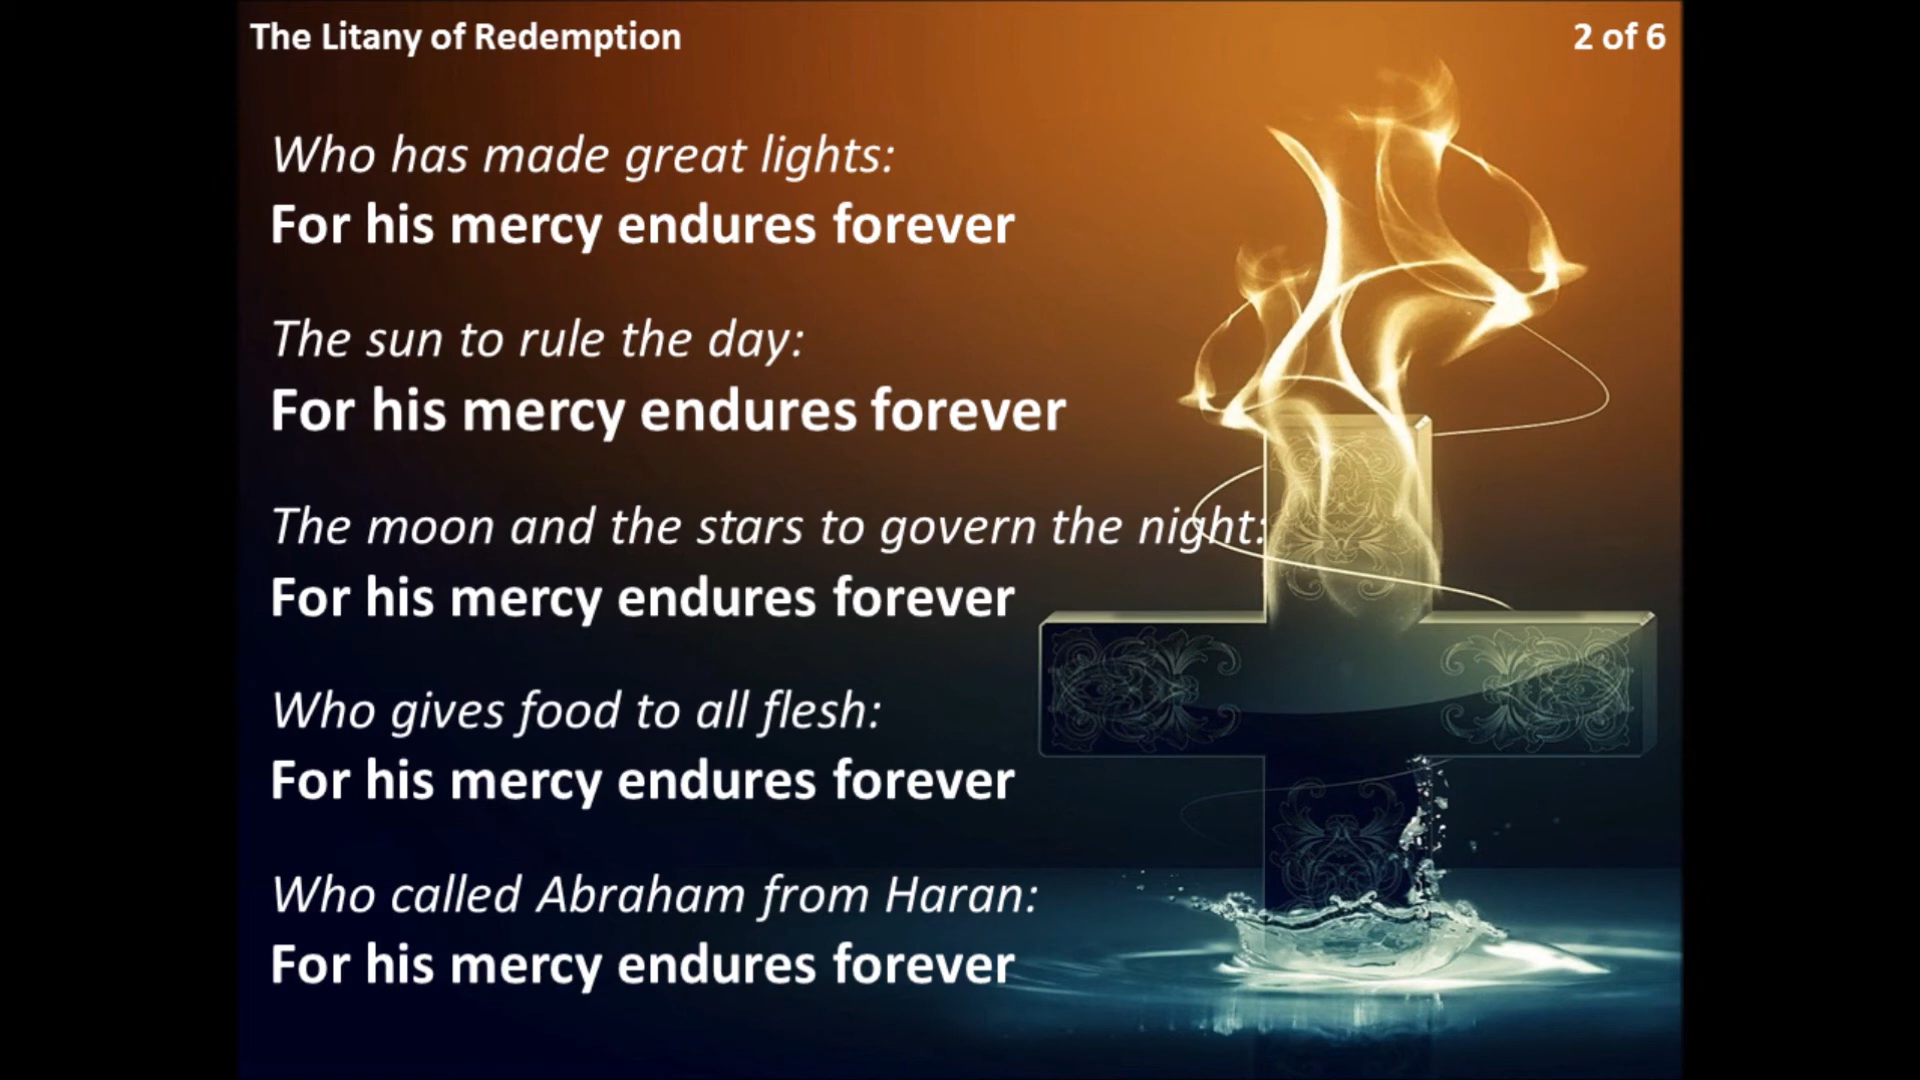 The Litany of Redemption
2 of 6
Who has made great lights:
For his mercy endures forever
The sun to rule the day:
For his mercy endures forever
The moon and the stars to govern the night:
For his mercy endures forever
Who gives food to all flesh:
For his mercy endures forever
Who called Abraham from Haran:
For his mercy endures forever